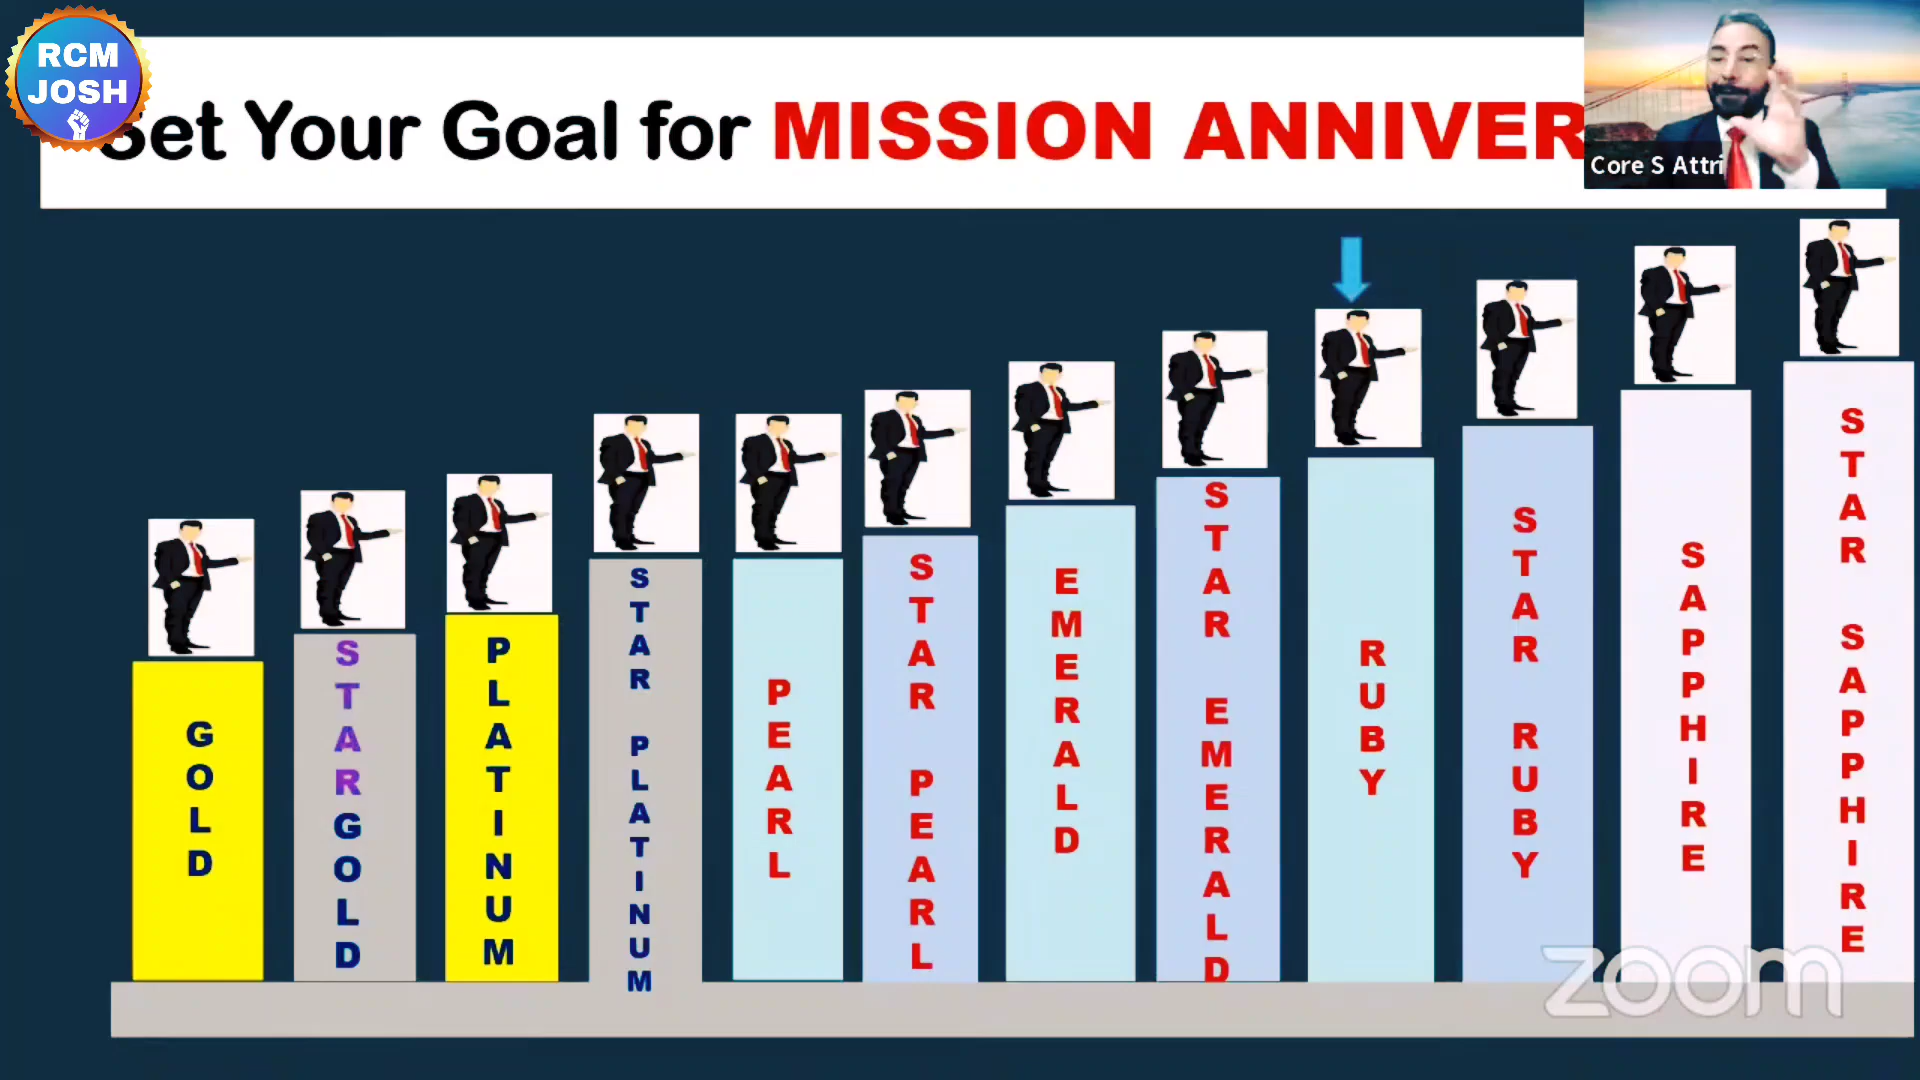 RCM
JOSH
Set Your Goal for MISSION ANNIVER
Core S Attri
GOLD
STAR GOLD
PLATINUM
STAR PLATINUM
PEARL
STAR PEARL
EMERALD
STAR EMERALD
RUBY
STAR RUBY
SAPPHIRE
STAR SAPPHIRE
zoom